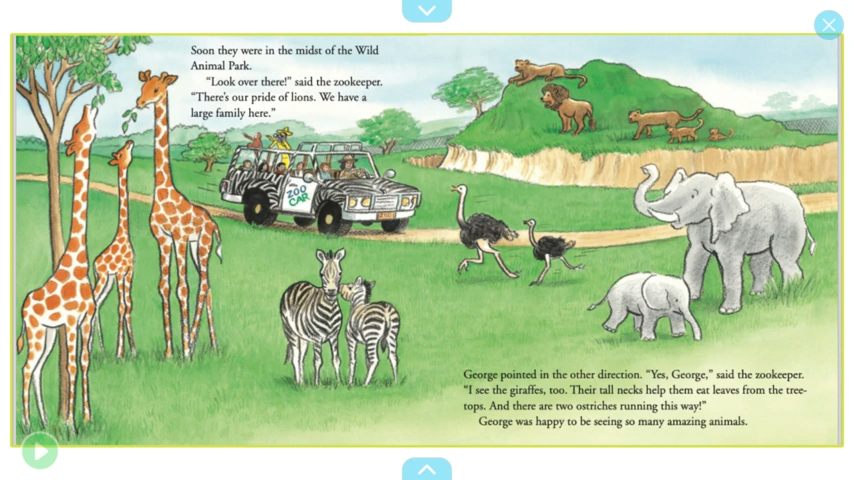 Soon they were in the midst of the Wild
Animal Park.
“Look over there!” said the zookeeper.
“There’s our pride of lions. We have a
large family here.”
ZOO
CAR
George pointed in the other direction. “Yes, George,” said the zookeeper.
“I see the giraffes, too. Their tall necks help them eat leaves from the tree-
tops. And there are two ostriches running this way!”
George was happy to be seeing so many amazing animals.